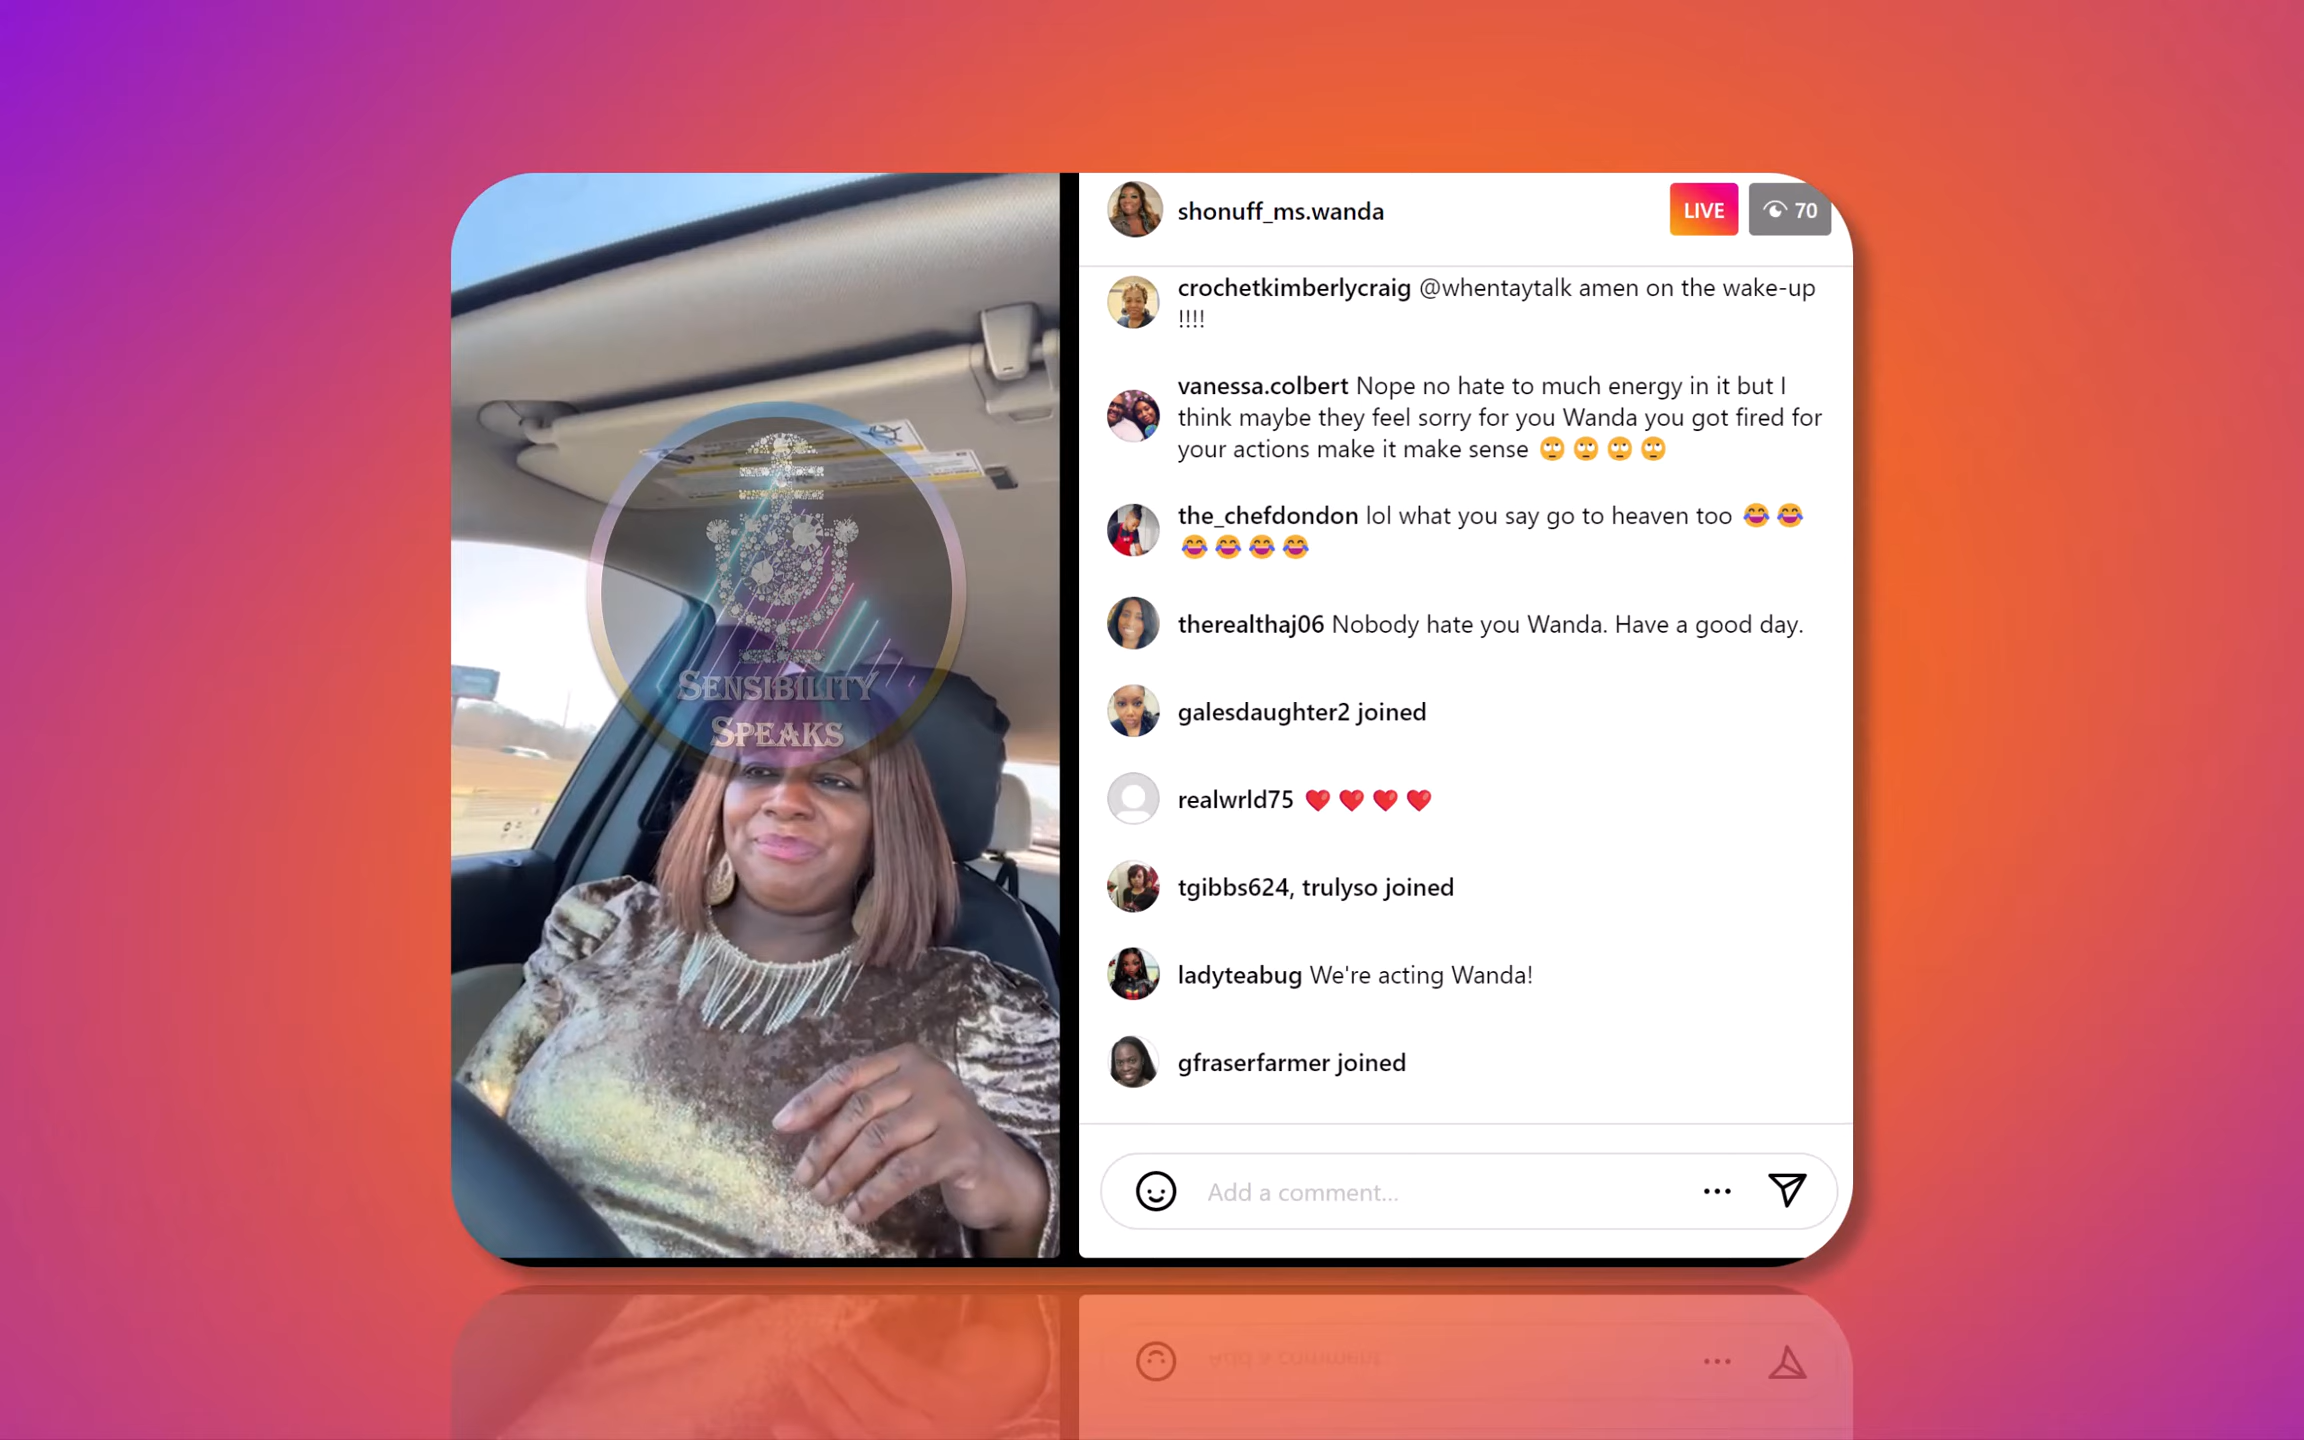 shonuff_ms.wanda
LIVE
70
crochetkimberlycraig @whentaytalk amen on the wake-up
!!!!
vanessa.colbert Nope no hate to much energy in it but I
think maybe they feel sorry for you Wanda you got fired for
your actions make it make sense 🙄 🙄 🙄 🙄
the_chefdondon lol what you say go to heaven too 😂 😂
😂 😂 😂 😂
therealthaj06 Nobody hate you Wanda. Have a good day.
galesdaughter2 joined
realwrld75 ❤️ ❤️ ❤️ ❤️
tgibbs624, trulyso joined
ladyteabug We're acting Wanda!
gfraserfarmer joined
Add a comment...
SENSIBILITY
SPEAKS